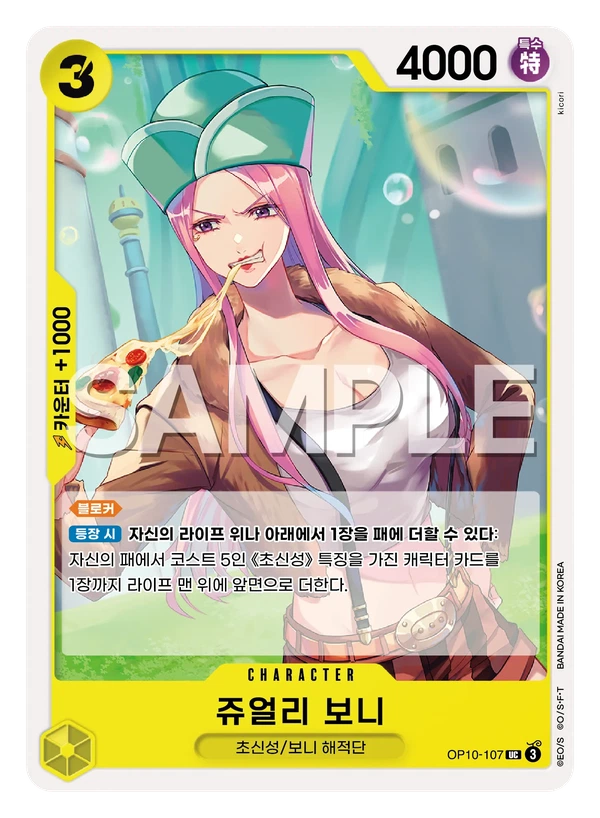 3
4000
특수
特
kicori
카운터 +1000
SAMPLE
블로커
등장 시 자신의 라이프 위나 아래에서 1장을 패에 더할 수 있다:
자신의 패에서 코스트 5인 《초신성》 특징을 가진 캐릭터 카드를
1장까지 라이프 맨 위에 앞면으로 더한다.
CHARACTER
쥬얼리 보니
초신성/보니 해적단
OP10-107 UC 3
©EO/S ©O/S・F・T BANDAI MADE IN KOREA